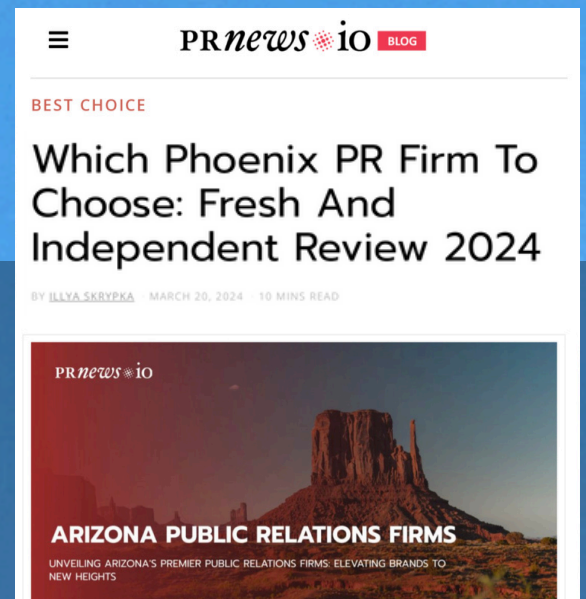 PRnews io BLOG
BEST CHOICE
Which Phoenix PR Firm To
Choose: Fresh And
Independent Review 2024
BY ILLYA SKRYPKA · MARCH 20, 2024 · 10 MINS READ
PRnews io
ARIZONA PUBLIC RELATIONS FIRMS
UNVEILING ARIZONA'S PREMIER PUBLIC RELATIONS FIRMS: ELEVATING BRANDS TO
NEW HEIGHTS